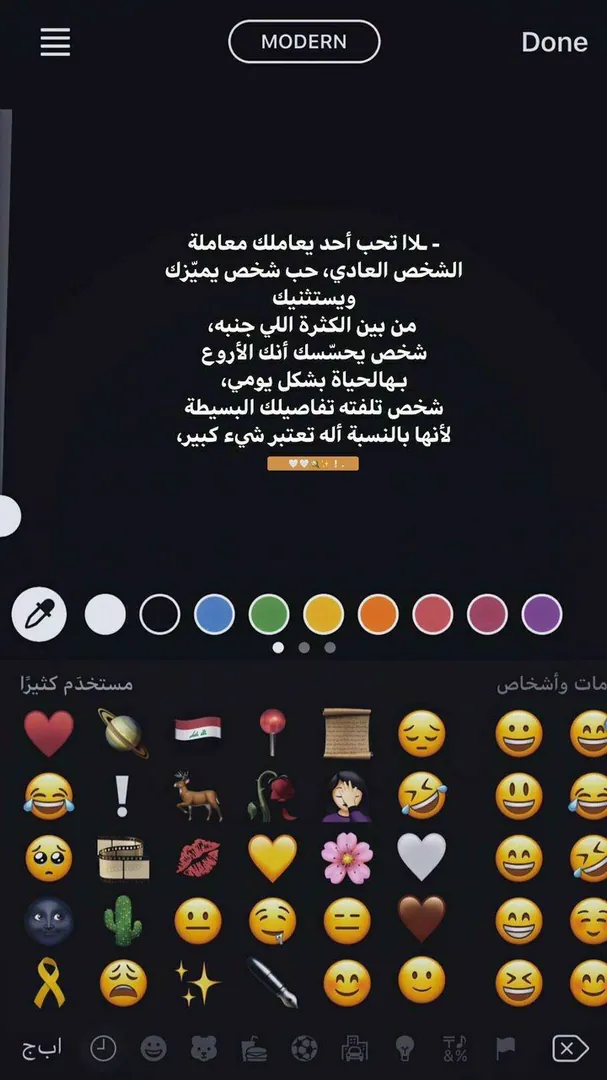 MODERN
Done
- ـلاا تحب أحد يعاملك معاملة
الشخص العادي، حب شخص يميّزك
ويستثنيك
من بين الكثرة اللي جنبه،
شخص يحسّسك أنك الأروع
بـهالحياة بشكل يومي،
شخص تلفته تفاصيلك البسيطة
لأنها بالنسبة أله تعتبر شيء كبير،
مستخدَم كثيرًا
مات وأشخاص
ا ب ج